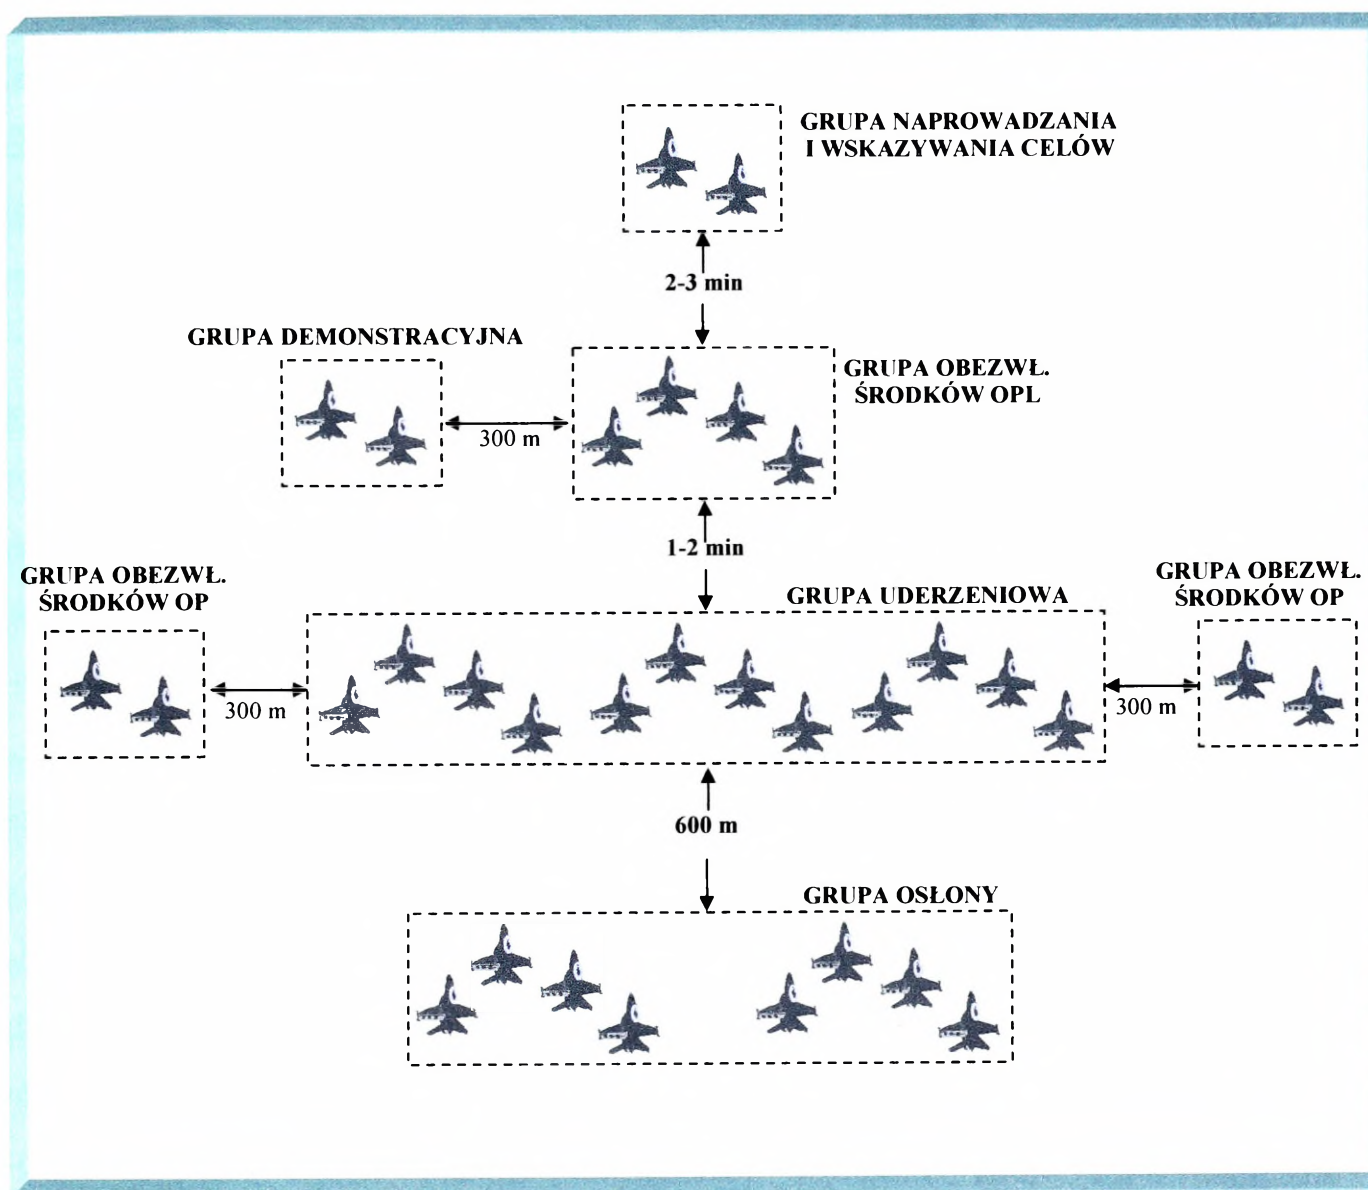 GRUPA NAPROWADZANIA
I WSKAZYWANIA CELÓW
2-3 min
GRUPA DEMONSTRACYJNA
GRUPA OBEZWŁ.
ŚRODKÓW OPL
300 m
1-2 min
GRUPA OBEZWŁ.
ŚRODKÓW OP
GRUPA UDERZENIOWA
GRUPA OBEZWŁ.
ŚRODKÓW OP
300 m
300 m
600 m
GRUPA OSŁONY